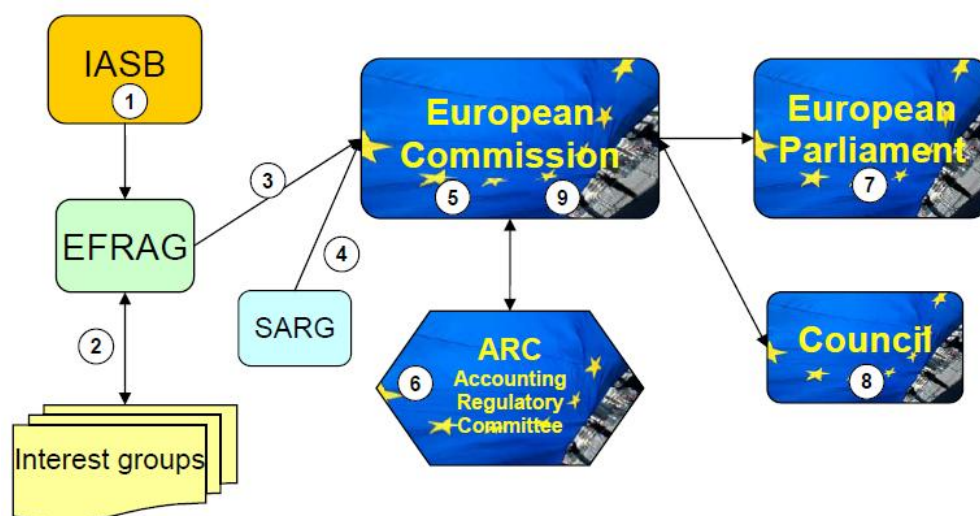 IASB
1
European
Commission
5
9
European
Parliament
7
3
EFRAG
4
2
SARG
ARC
6
Accounting
Regulatory
Committee
Council
8
Interest groups